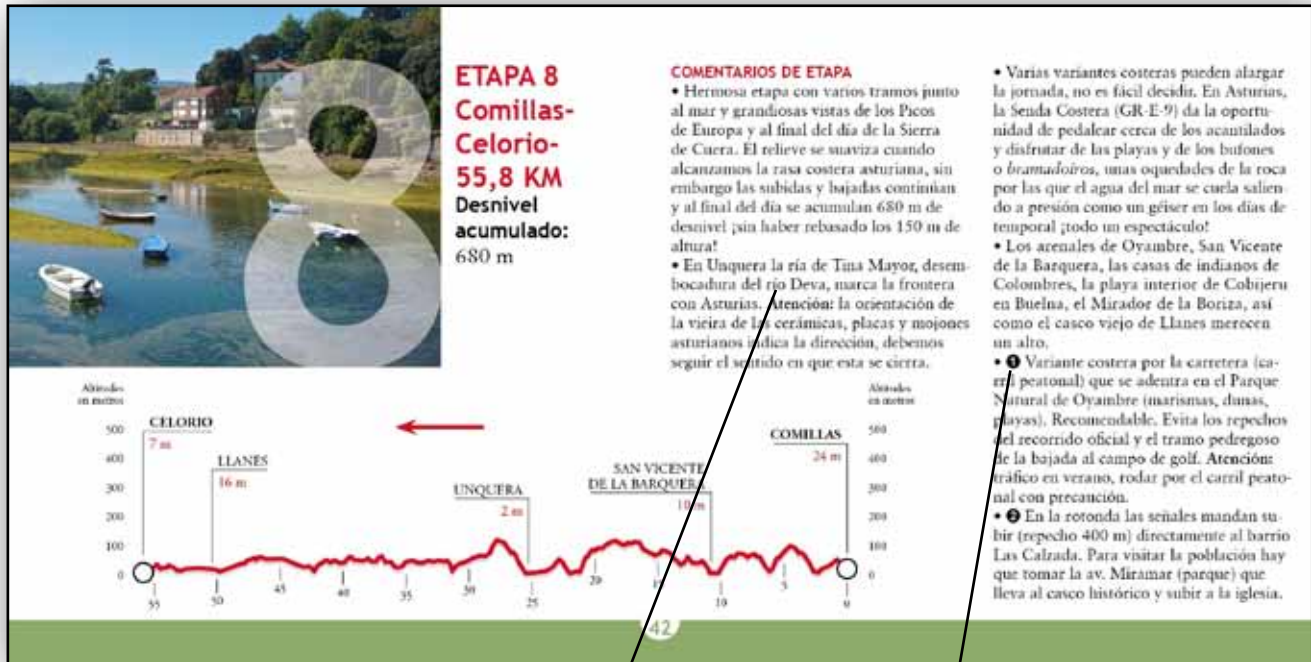 8
ETAPA 8
Comillas-
Celorio-
55,8 KM
Desnivel
acumulado:
680 m
COMENTARIOS DE ETAPA
• Hermosa etapa con varios tramos junto
al mar y grandiosas vistas de los Picos
de Europa y al final del día de la Sierra
de Cuera. El relieve se suaviza cuando
alcanzamos la rasa costera asturiana, sin
embargo las subidas y bajadas continúan
y al final del día se acumulan 680 m de
desnivel ¡sin haber rebasado los 150 m de
altura!
• En Unquera la ría de Tina Mayor, desem-
bocadura del río Deva, marca la frontera
con Asturias. Atención: la orientación de
la vieira de las cerámicas, placas y mojones
asturianos indica la dirección, debemos
seguir el sentido en que esta se cierra.
• Varias variantes costeras pueden alargar
la jornada, no es fácil decidir. En Asturias,
la Senda Costera (GR-E-9) da la oportu-
nidad de pedalear cerca de los acantilados
y disfrutar de las playas y de los bufones
o bramadoiros, unas oquedades de la roca
por las que el agua del mar se cuela salien-
do a presión como un géiser en los días de
temporal ¡todo un espectáculo!
• Los arenales de Oyambre, San Vicente
de la Barquera, las casas de indianos de
Colombres, la playa interior de Cobijeru
en Buelna, el Mirador de la Boriza, así
como el casco viejo de Llanes merecen
un alto.
• ❶ Variante costera por la carretera (ca-
rril peatonal) que se adentra en el Parque
Natural de Oyambre (marismas, dunas,
playas). Recomendable. Evita los repechos
del recorrido oficial y el tramo pedregoso
de la bajada al campo de golf. Atención:
tráfico en verano, rodar por el carril peato-
nal con precaución.
• ❷ En la rotonda las señales mandan su-
bir (repecho 400 m) directamente al barrio
Las Calzada. Para visitar la población hay
que tomar la av. Miramar (parque) que
lleva al casco histórico y subir a la iglesia.
Altitudes
en metros
500
400
300
200
100
0
CELORIO
7 m
LLANES
16 m
UNQUERA
2 m
SAN VICENTE
DE LA BARQUERA
10 m
COMILLAS
24 m
Altitudes
en metros
500
400
300
200
100
0
55 50 45 40 35 30 25 20 15 10 5 0
42